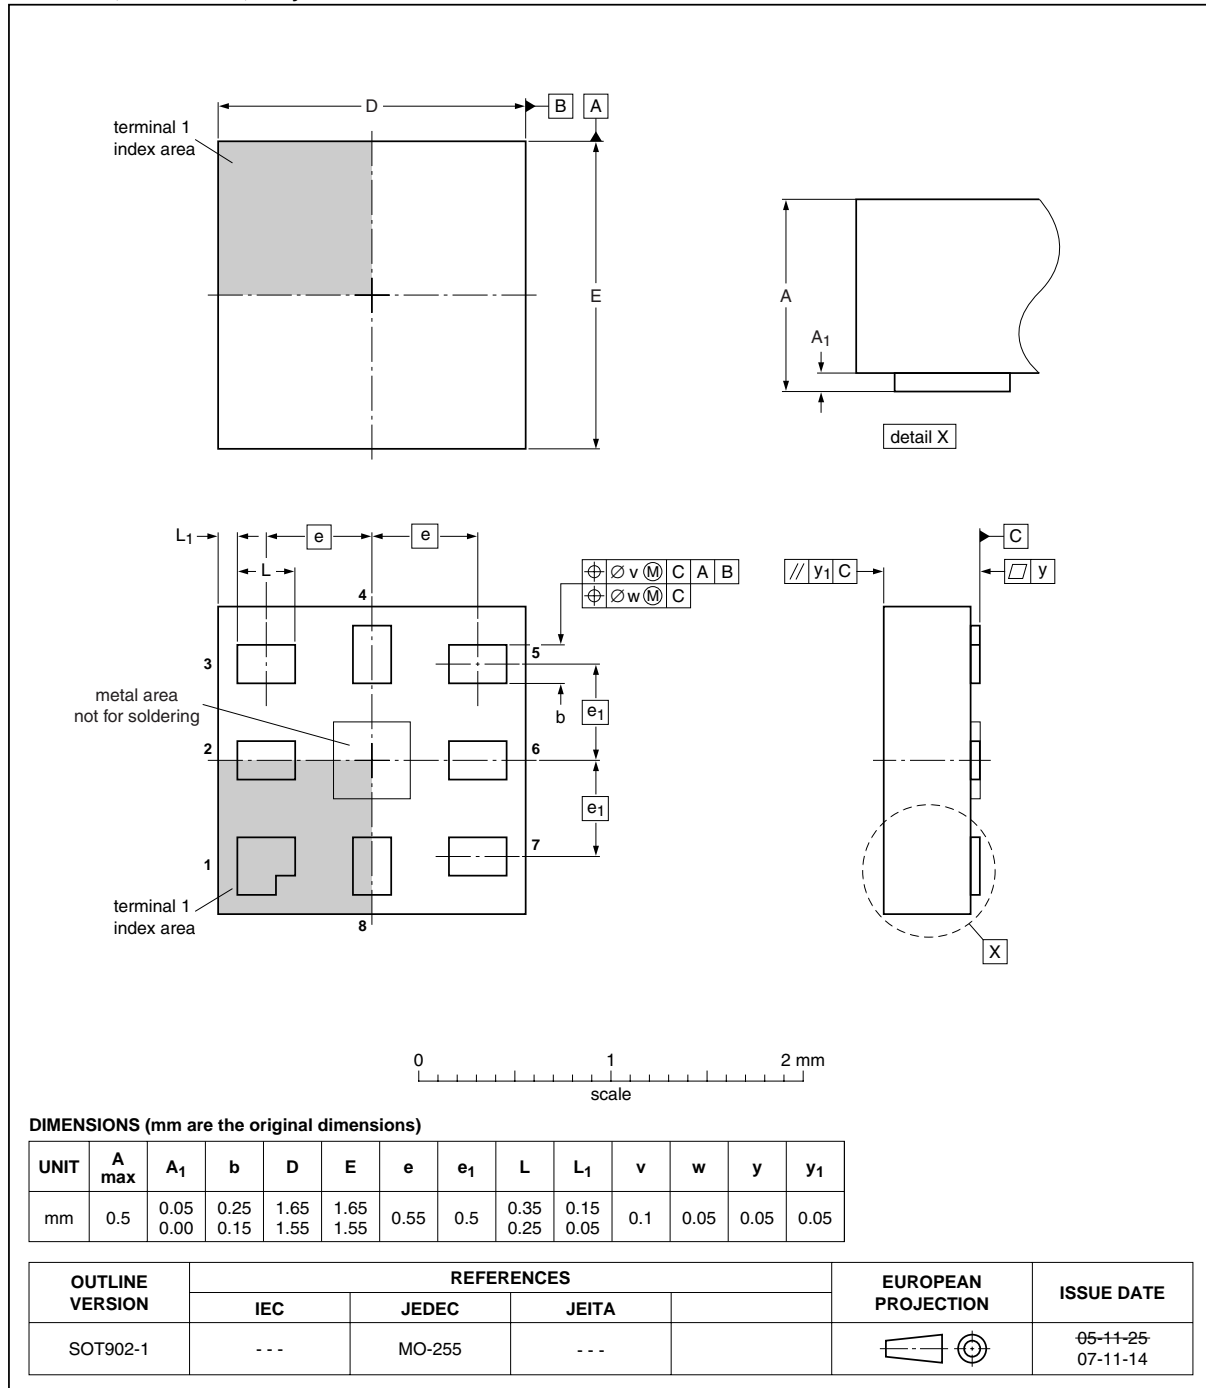 D
B
A
terminal 1
index area
E
A
A1
detail X
L1
e
e
L
4
⌖ ∅ v Ⓜ C A B
⌖ ∅ w Ⓜ C
C
// y1 C
⏥ y
3
5
metal area
not for soldering
b
e1
2
6
e1
1
7
terminal 1
index area
8
X
0 1 2 mm
scale
DIMENSIONS (mm are the original dimensions)
UNIT A max A1 b D E e e1 L L1 v w y y1
mm 0.5 0.05 0.00 0.25 0.15 1.65 1.55 1.65 1.55 0.55 0.5 0.35 0.25 0.15 0.05 0.1 0.05 0.05 0.05
OUTLINE VERSION REFERENCES EUROPEAN PROJECTION ISSUE DATE
IEC JEDEC JEITA
SOT902-1 - - - MO-255 - - - 05-11-25
07-11-14